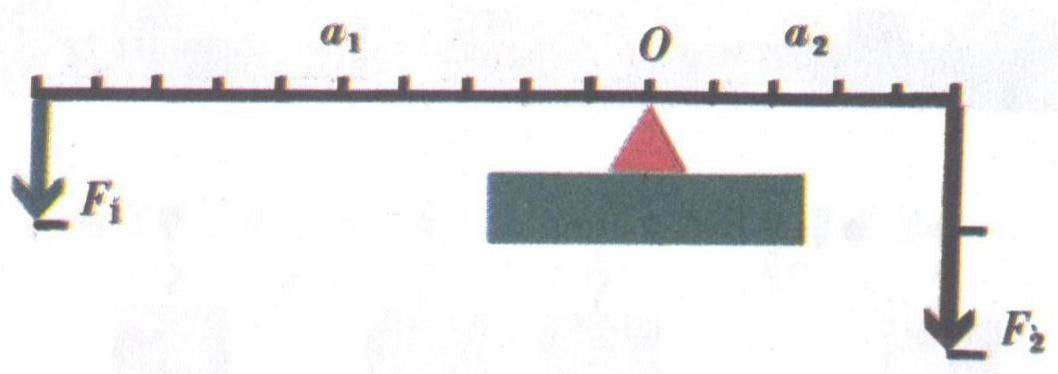 a₁ O a₂
F₁
F₂